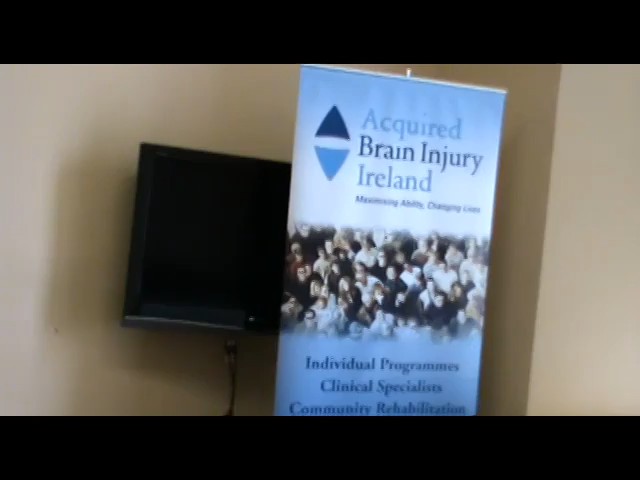 Acquired
Brain Injury
Ireland
Maximising Ability, Changing Lives
Individual Programmes
Clinical Specialists
Community Rehabilitation